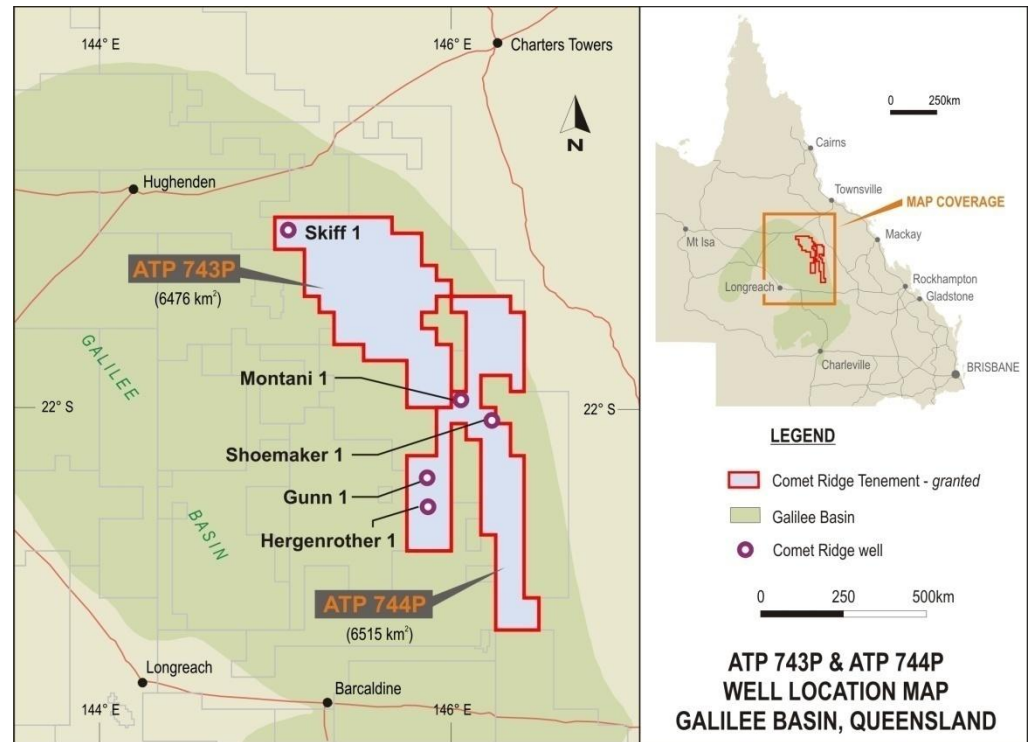 144° E
146° E
Charters Towers
N
Hughenden
Skiff 1
ATP 743P
(6476 km²)
GALILEE
BASIN
Montani 1
22° S
22° S
Shoemaker 1
Gunn 1
Hergenrother 1
ATP 744P
(6515 km²)
Longreach
Barcaldine
144° E
146° E
0 250km
Cairns
Townsville
MAP COVERAGE
Mt Isa
Mackay
Longreach
Rockhampton
Gladstone
Charleville
BRISBANE
LEGEND
Comet Ridge Tenement - granted
Galilee Basin
Comet Ridge well
0 250 500km
ATP 743P & ATP 744P
WELL LOCATION MAP
GALILEE BASIN, QUEENSLAND